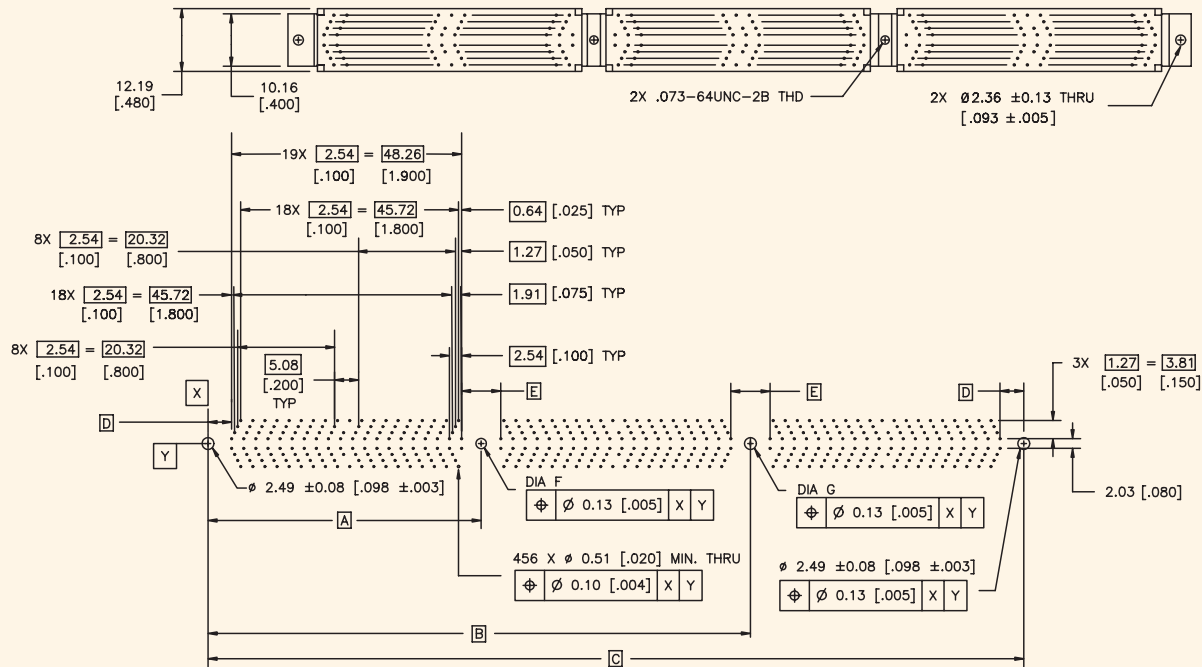 12.19
[.480]
10.16
[.400]
2X .073-64UNC-2B THD
2X Ø2.36 ±0.13 THRU
[.093 ±.005]
19X 2.54 = 48.26
[.100] [1.900]
18X 2.54 = 45.72
[.100] [1.800]
0.64 [.025] TYP
8X 2.54 = 20.32
[.100] [.800]
1.27 [.050] TYP
18X 2.54 = 45.72
[.100] [1.800]
1.91 [.075] TYP
8X 2.54 = 20.32
[.100] [.800]
5.08
[.200]
TYP
2.54 [.100] TYP
3X 1.27 = 3.81
[.050] [.150]
X
E
E
D
D
Y
ø 2.49 ±0.08 [.098 ±.003]
DIA F
⌖ Ø 0.13 [.005] X Y
DIA G
⌖ Ø 0.13 [.005] X Y
2.03 [.080]
A
456 X ø 0.51 [.020] MIN. THRU
⌖ Ø 0.10 [.004] X Y
ø 2.49 ±0.08 [.098 ±.003]
⌖ Ø 0.13 [.005] X Y
B
C